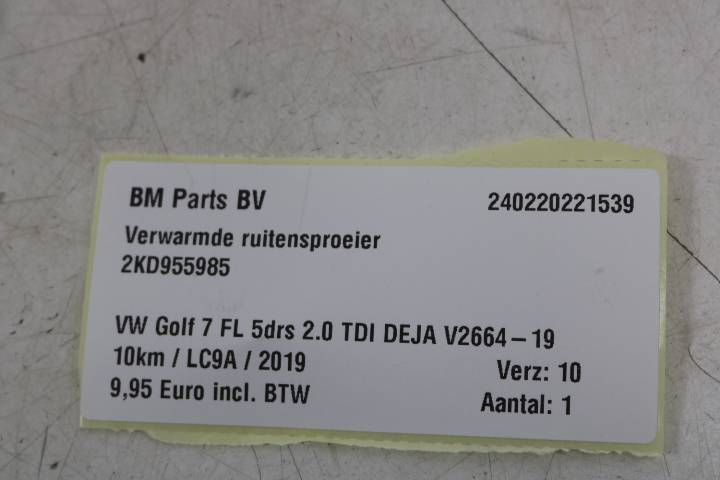 BM Parts BV 240220221539
Verwarmde ruitensproeier
2KD955985
VW Golf 7 FL 5drs 2.0 TDI DEJA V2664-19
10km / LC9A / 2019 Verz: 10
9,95 Euro incl. BTW Aantal: 1